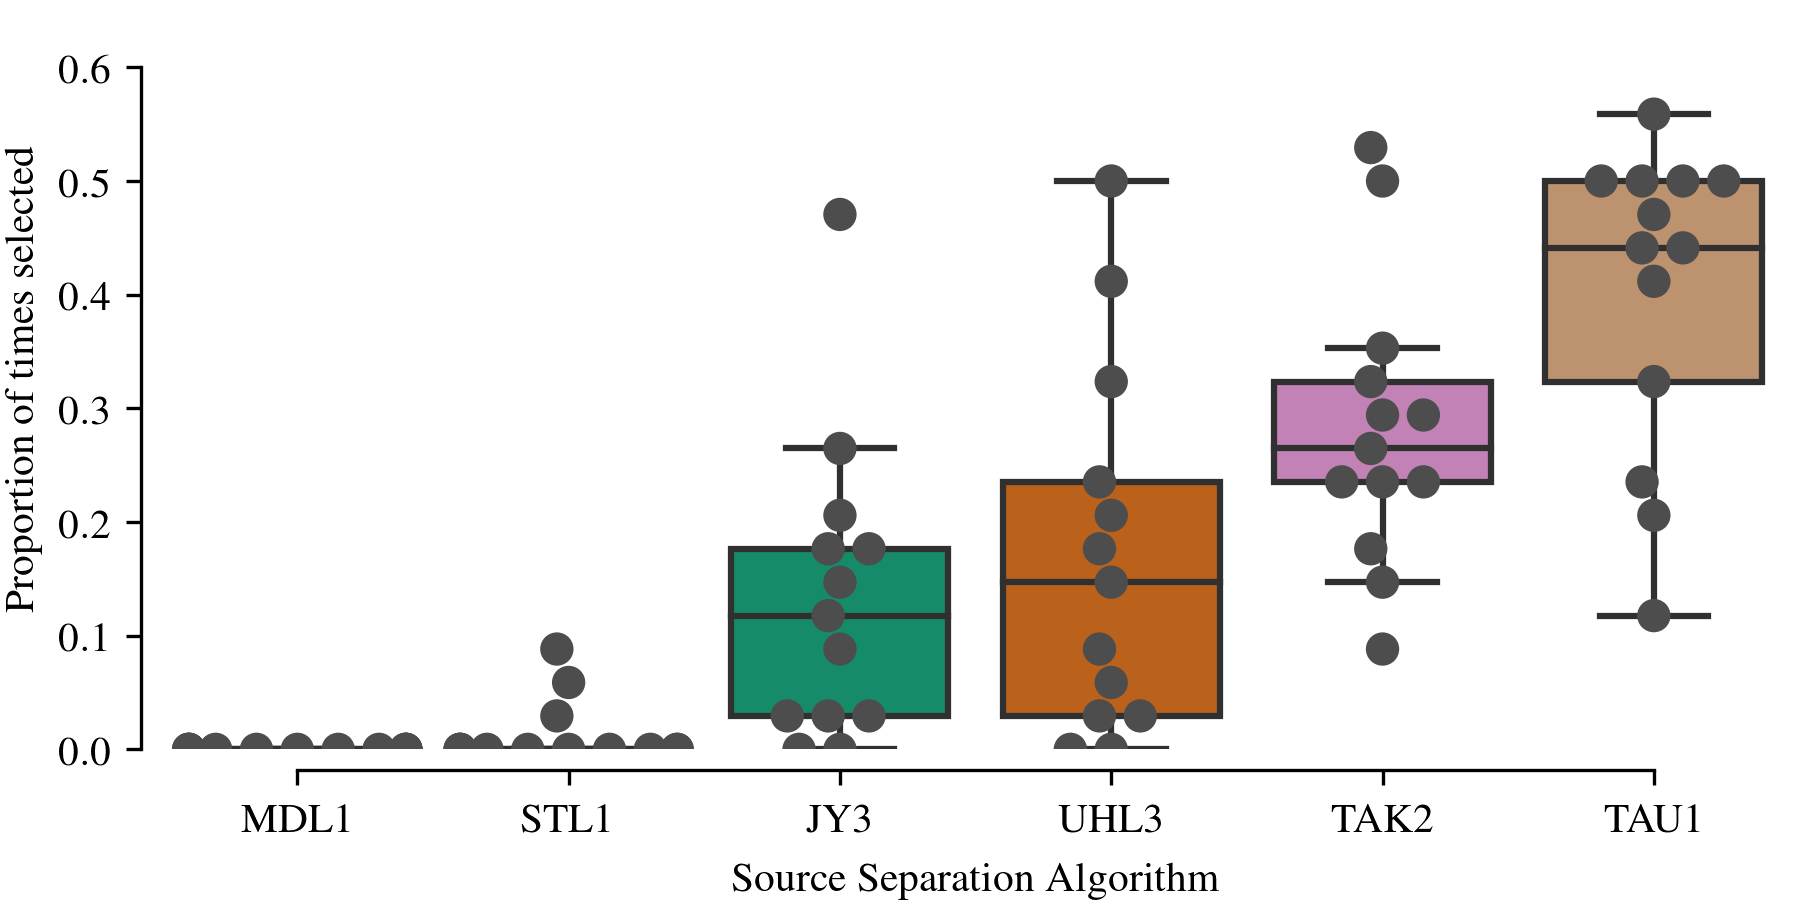 Proportion of times selected
0.6
0.5
0.4
0.3
0.2
0.1
0.0
MDL1 STL1 JY3 UHL3 TAK2 TAU1
Source Separation Algorithm